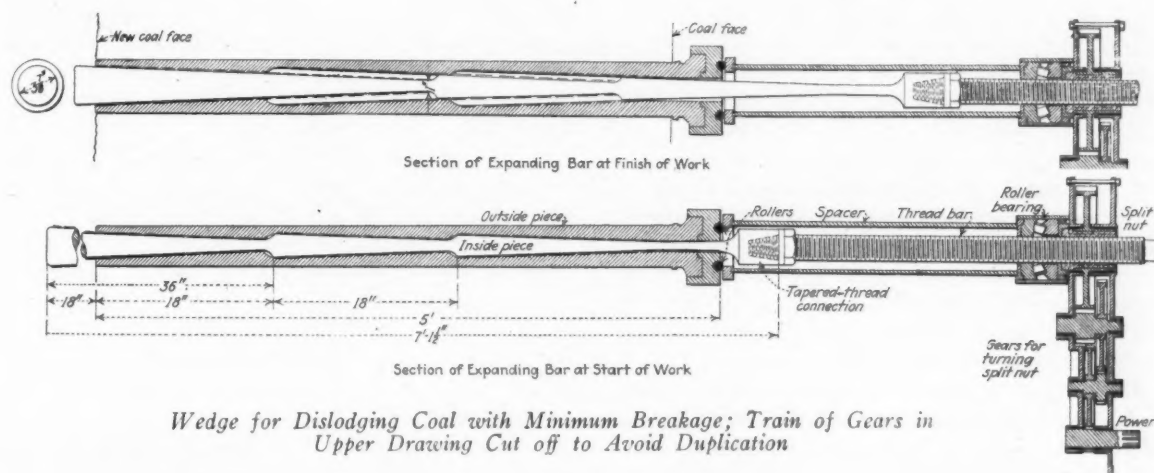 New coal face
Coal face
Section of Expanding Bar at Finish of Work
Outside piece
Rollers
Spacer
Thread bar
Roller
bearing
Split
nut
Inside piece
36"
18"
18"
18"
5'
7'-1½"
Tapered-thread
connection
Gears for
turning
split nut
Power
Section of Expanding Bar at Start of Work
Wedge for Dislodging Coal with Minimum Breakage; Train of Gears in
Upper Drawing Cut off to Avoid Duplication